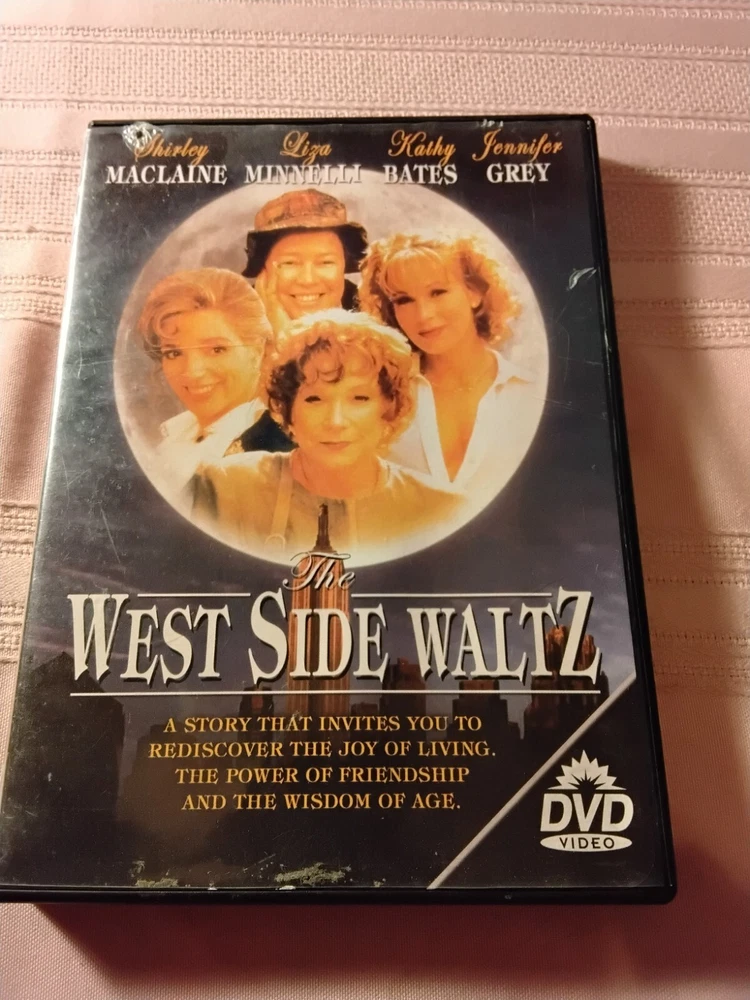 Shirley Liza Kathy Jennifer
MACLAINE MINNELLI BATES GREY
The
WEST SIDE WALTZ
A STORY THAT INVITES YOU TO
REDISCOVER THE JOY OF LIVING.
THE POWER OF FRIENDSHIP
AND THE WISDOM OF AGE.
DVD
VIDEO